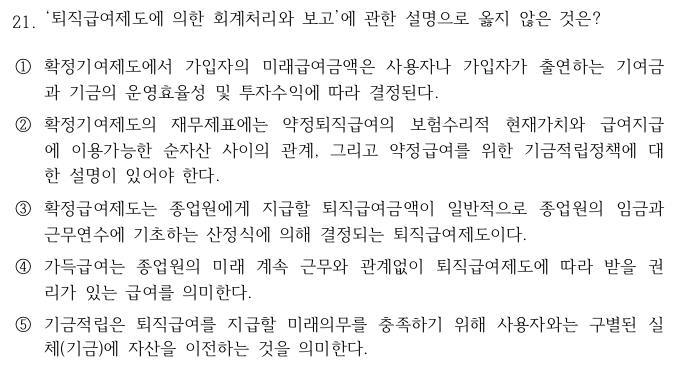 21. ‘퇴직급여제도에 의한 회계처리와 보고’에 관한 설명으로 옳지 않은 것은?
① 확정기여제도에서 가입자의 미래급여금액은 사용자나 가입자가 출연하는 기여금
과 기금의 운영효율성 및 투자수익에 따라 결정된다.
② 확정기여제도의 재무제표에는 약정퇴직급여의 보험수리적 현재가치와 급여지급
에 이용가능한 순자산 사이의 관계, 그리고 약정급여를 위한 기금적립정책에 대
한 설명이 있어야 한다.
③ 확정급여제도는 종업원에게 지급할 퇴직급여금액이 일반적으로 종업원의 임금과
근무연수에 기초하는 산정식에 의해 결정되는 퇴직급여제도이다.
④ 가득급여는 종업원의 미래 계속 근무와 관계없이 퇴직급여제도에 따라 받을 권
리가 있는 급여를 의미한다.
⑤ 기금적립은 퇴직급여를 지급할 미래의무를 충족하기 위해 사용자와는 구별된 실
체(기금)에 자산을 이전하는 것을 의미한다.